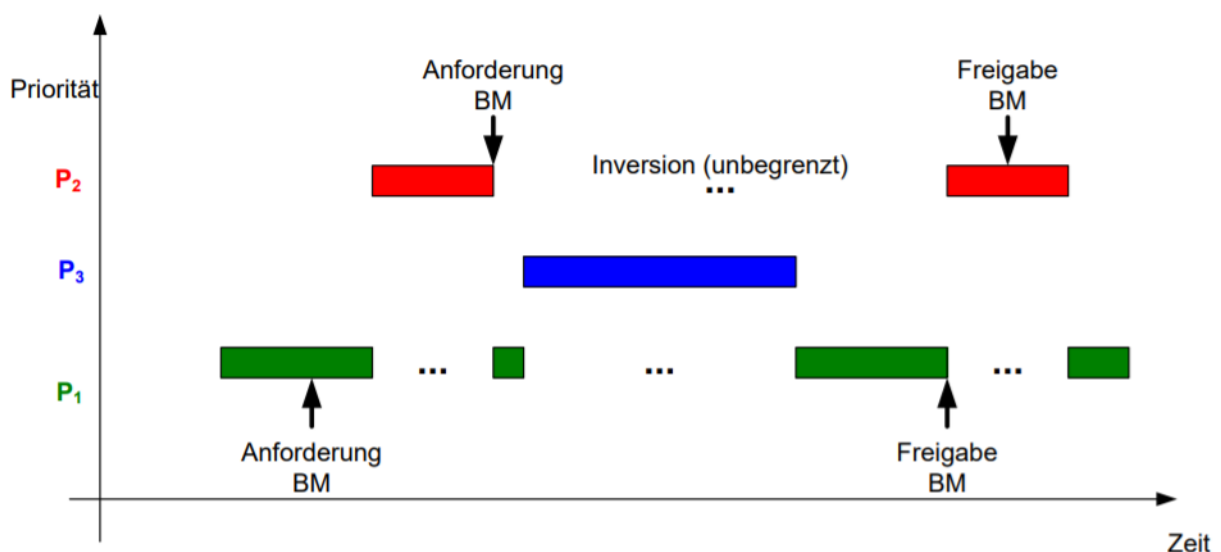 Priorität
Anforderung
BM
Freigabe
BM
P₂
Inversion (unbegrenzt)
...
P₃
P₁
...
...
...
Anforderung
BM
Freigabe
BM
Zeit